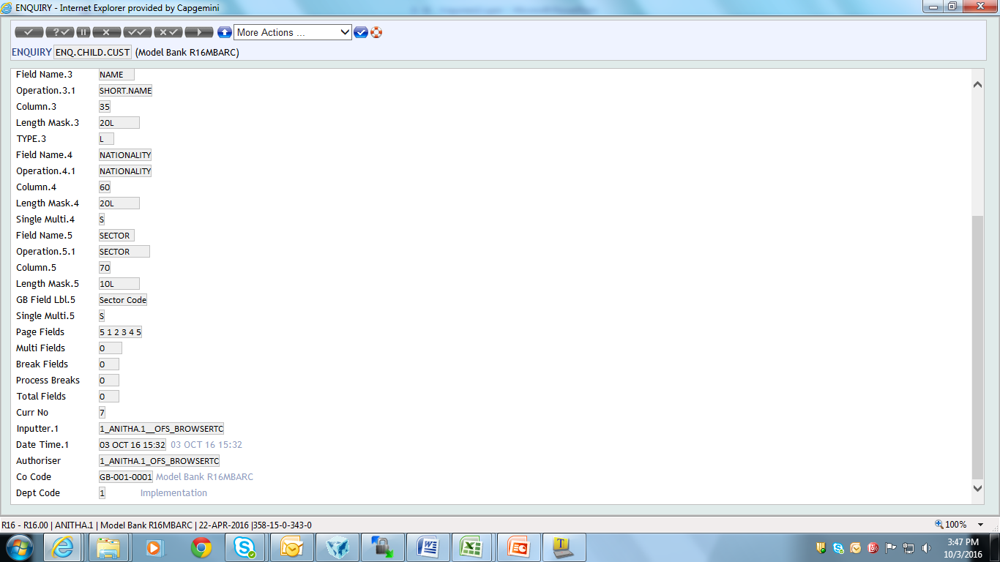 ENQUIRY - Internet Explorer provided by Capgemini
More Actions ...
ENQUIRY ENQ.CHILD.CUST (Model Bank R16MBARC)
Field Name.3 NAME
Operation.3.1 SHORT.NAME
Column.3 35
Length Mask.3 20L
TYPE.3 L
Field Name.4 NATIONALITY
Operation.4.1 NATIONALITY
Column.4 60
Length Mask.4 20L
Single Multi.4 S
Field Name.5 SECTOR
Operation.5.1 SECTOR
Column.5 70
Length Mask.5 10L
GB Field Lbl.5 Sector Code
Single Multi.5 S
Page Fields 5 1 2 3 4 5
Multi Fields 0
Break Fields 0
Process Breaks 0
Total Fields 0
Curr No 7
Inputter.1 1_ANITHA.1__OFS_BROWSERTC
Date Time.1 03 OCT 16 15:32 03 OCT 16 15:32
Authoriser 1_ANITHA.1_OFS_BROWSERTC
Co Code GB-001-0001 Model Bank R16MBARC
Dept Code 1 Implementation
R16 - R16.00 | ANITHA.1 | Model Bank R16MBARC | 22-APR-2016 |358-15-0-343-0
100%
3:47 PM
10/3/2016